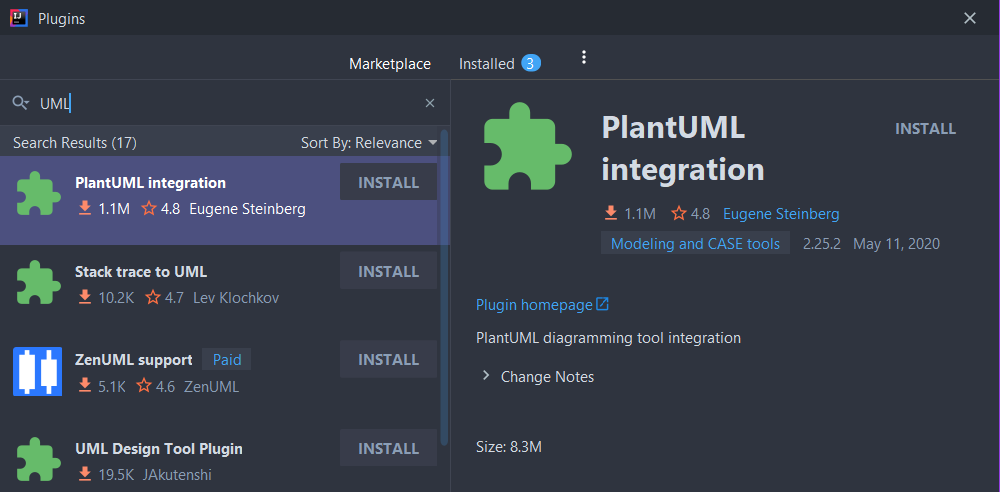 Plugins
Marketplace Installed 3
UML
Search Results (17) Sort By: Relevance
PlantUML integration INSTALL
1.1M 4.8 Eugene Steinberg
Stack trace to UML INSTALL
10.2K 4.7 Lev Klochkov
ZenUML support Paid INSTALL
5.1K 4.6 ZenUML
UML Design Tool Plugin INSTALL
19.5K JAkutenshi
PlantUML INSTALL
integration
1.1M 4.8 Eugene Steinberg
Modeling and CASE tools 2.25.2 May 11, 2020
Plugin homepage
PlantUML diagramming tool integration
Change Notes
Size: 8.3M